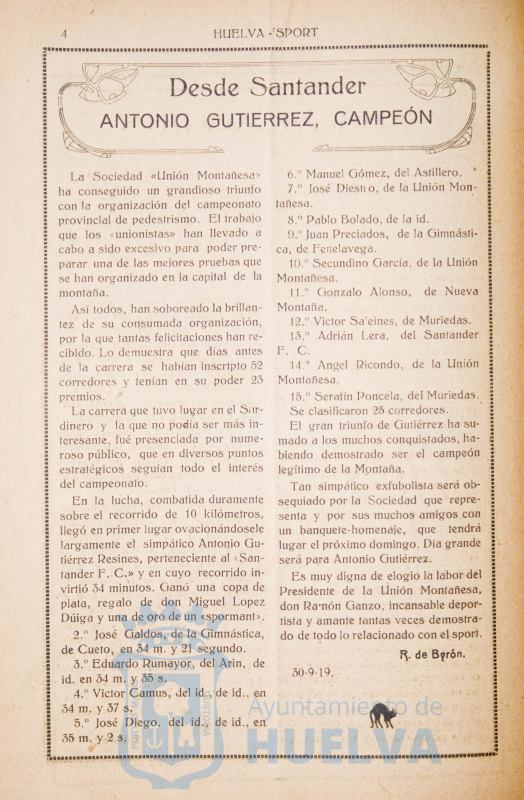 4
HUELVA - SPORT
Desde Santander
ANTONIO GUTIERREZ, CAMPEÓN
La Sociedad «Unión Montañesa»
ha conseguido un grandioso triunfo
con la organización del campeonato
provincial de pedestrismo. El trabajo
que los «unionistas» han llevado a
cabo a sido excesivo para poder pre-
parar una de las mejores pruebas que
se han organizado en la capital de la
montaña.
Así todos, han soboreado la brillan-
tez de su consumada organización,
por la que tantas felicitaciones han re-
cibido. Lo demuestra que días antes
de la carrera se habían inscripto 32
corredores y tenían en su poder 23
premios.
La carrera que tuvo lugar en el Sar-
dinero y la que no podía ser más in-
teresante, fué presenciada por nume-
roso público, que en diversos puntos
estratégicos seguían todo el interés
del campeonato.
En la lucha, combatida duramente
sobre el recorrido de 10 kilómetros,
llegó en primer lugar ovacionándosele
largamente el simpático Antonio Gu-
tiérrez Resines, perteneciente al «San-
tander F. C.» y en cuyo recorrido in-
virtió 34 minutos. Ganó una copa de
plata, regalo de don Miguel Lopez
Dúiga y una de oro de un «spormant».
2.º José Galdos, de la Gimnástica,
de Cueto, en 34 m. y 21 segundo.
3.º Eduardo Rumayor, del Arin, de
id. en 34 m. y 35 s.
4.º Victor Camus, del id., de id., en
34 m. y 37 s.
5.º José Diego, del id. de id., en
35 m. y 2 s.
6.º Manuel Gómez, del Astillero.
7.º José Diestro, de la Unión Mon-
tañesa.
8.º Pablo Bolado, de la id.
9.º Juan Preciados, de la Gimnásti-
ca, de Fenelavega.
10.º Secundino García, de la Unión
Montañesa.
11.º Gonzalo Alonso, de Nueva
Montaña.
12.º Victor Sa'eines, de Muriedas.
13.º Adrián Lera, del Santander
F. C.
14.º Angel Ricondo, de la Unión
Montañesa.
15.º Serafín Poncela, del Muriedas.
Se clasificaron 25 corredores.
El gran triunfo de Gutiérrez ha su-
mado a los muchos conquistados, ha-
biendo demostrado ser el campeón
legítimo de la Montaña.
Tan simpático exfubolista será ob-
sequiado por la Sociedad que repre-
senta y por sus muchos amigos con
un banquete-homenaje, que tendrá
lugar el próximo domingo. Día grande
será para Antonio Gutiérrez.
Es muy digna de elogio la labor del
Presidente de la Unión Montañesa,
don Ramón Ganzo, incansable depor-
tista y amante tantas veces demostra-
do de todo lo relacionado con el sport.
R. de Byrón.
30-9-19.
Ayuntamiento de
HUELVA